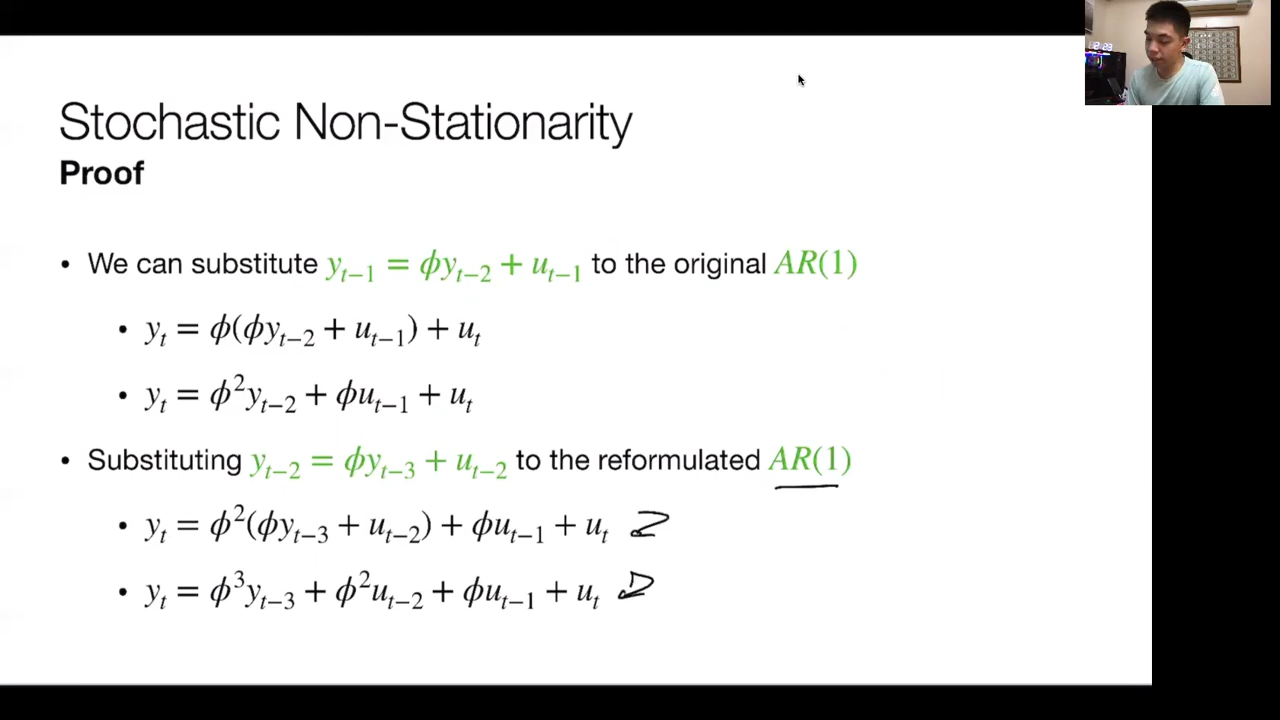 Stochastic Non-Stationarity
Proof
• We can substitute yₜ₋₁ = ϕyₜ₋₂ + uₜ₋₁ to the original AR(1)
• yₜ = ϕ(ϕyₜ₋₂ + uₜ₋₁) + uₜ
• yₜ = ϕ²yₜ₋₂ + ϕuₜ₋₁ + uₜ
• Substituting yₜ₋₂ = ϕyₜ₋₃ + uₜ₋₂ to the reformulated AR(1)
• yₜ = ϕ²(ϕyₜ₋₃ + uₜ₋₂) + ϕuₜ₋₁ + uₜ
• yₜ = ϕ³yₜ₋₃ + ϕ²uₜ₋₂ + ϕuₜ₋₁ + uₜ